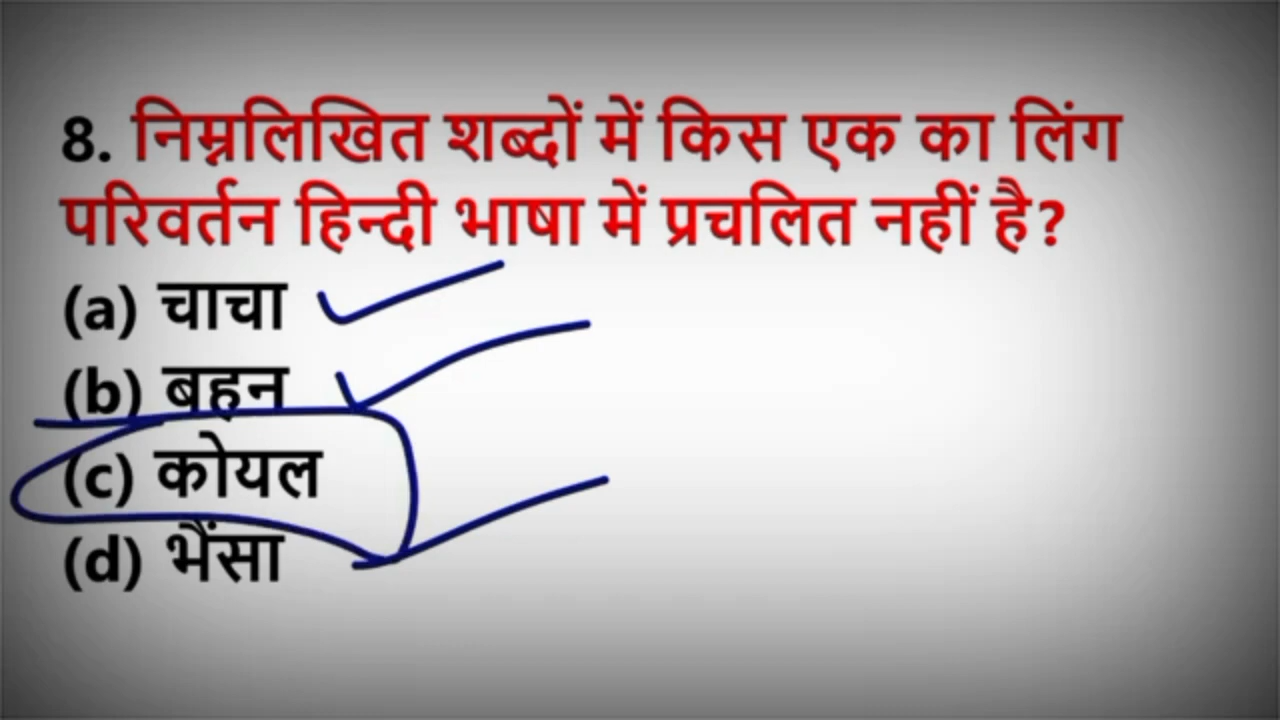 8. निम्नलिखित शब्दों में किस एक का लिंग
परिवर्तन हिन्दी भाषा में प्रचलित नहीं है?
(a) चाचा
(b) बहन
(c) कोयल
(d) भैंसा